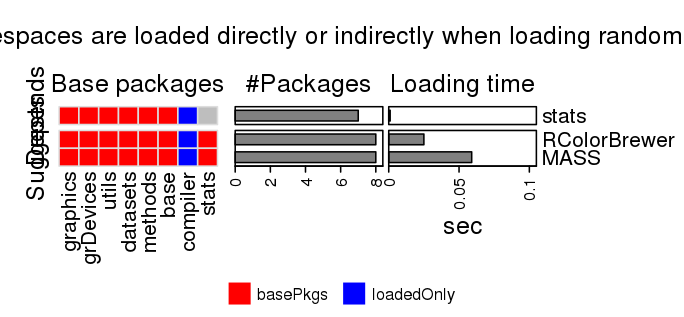 espaces are loaded directly or indirectly when loading random
Base packages #Packages Loading time
stats
RColorBrewer
MASS
graphics
grDevices
utils
datasets
methods
base
compiler
stats
0 2 4 6 8
0 0.05 0.1
sec
basePkgs loadedOnly